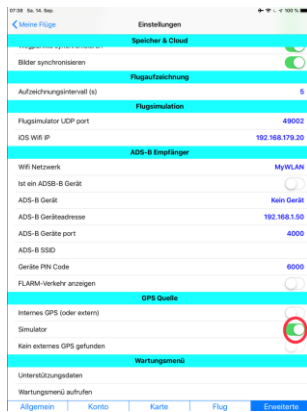 07:38 Sa. 14. Sep.
100 %
Meine Flüge
Einstellungen
Speicher & Cloud
Bilder synchronisieren
Flugaufzeichnung
Aufzeichnungsintervall (s) 5
Flugsimulation
Flugsimulator UDP port 49002
iOS Wifi IP 192.168.179.20
ADS-B Empfänger
Wifi Netzwerk MyWLAN
Ist ein ADSB-B Gerät
ADS-B Gerät Kein Gerät
ADS-B Geräteadresse 192.168.1.50
ADS-B Geräte port 4000
ADS-B SSID
Geräte PIN Code 6000
FLARM-Verkehr anzeigen
GPS Quelle
Internes GPS (oder extern)
Simulator
Kein externes GPS gefunden
Wartungsmenü
Unterstützungsdaten
Wartungsmenü aufrufen
Allgemein Konto Karte Flug Erweiterte